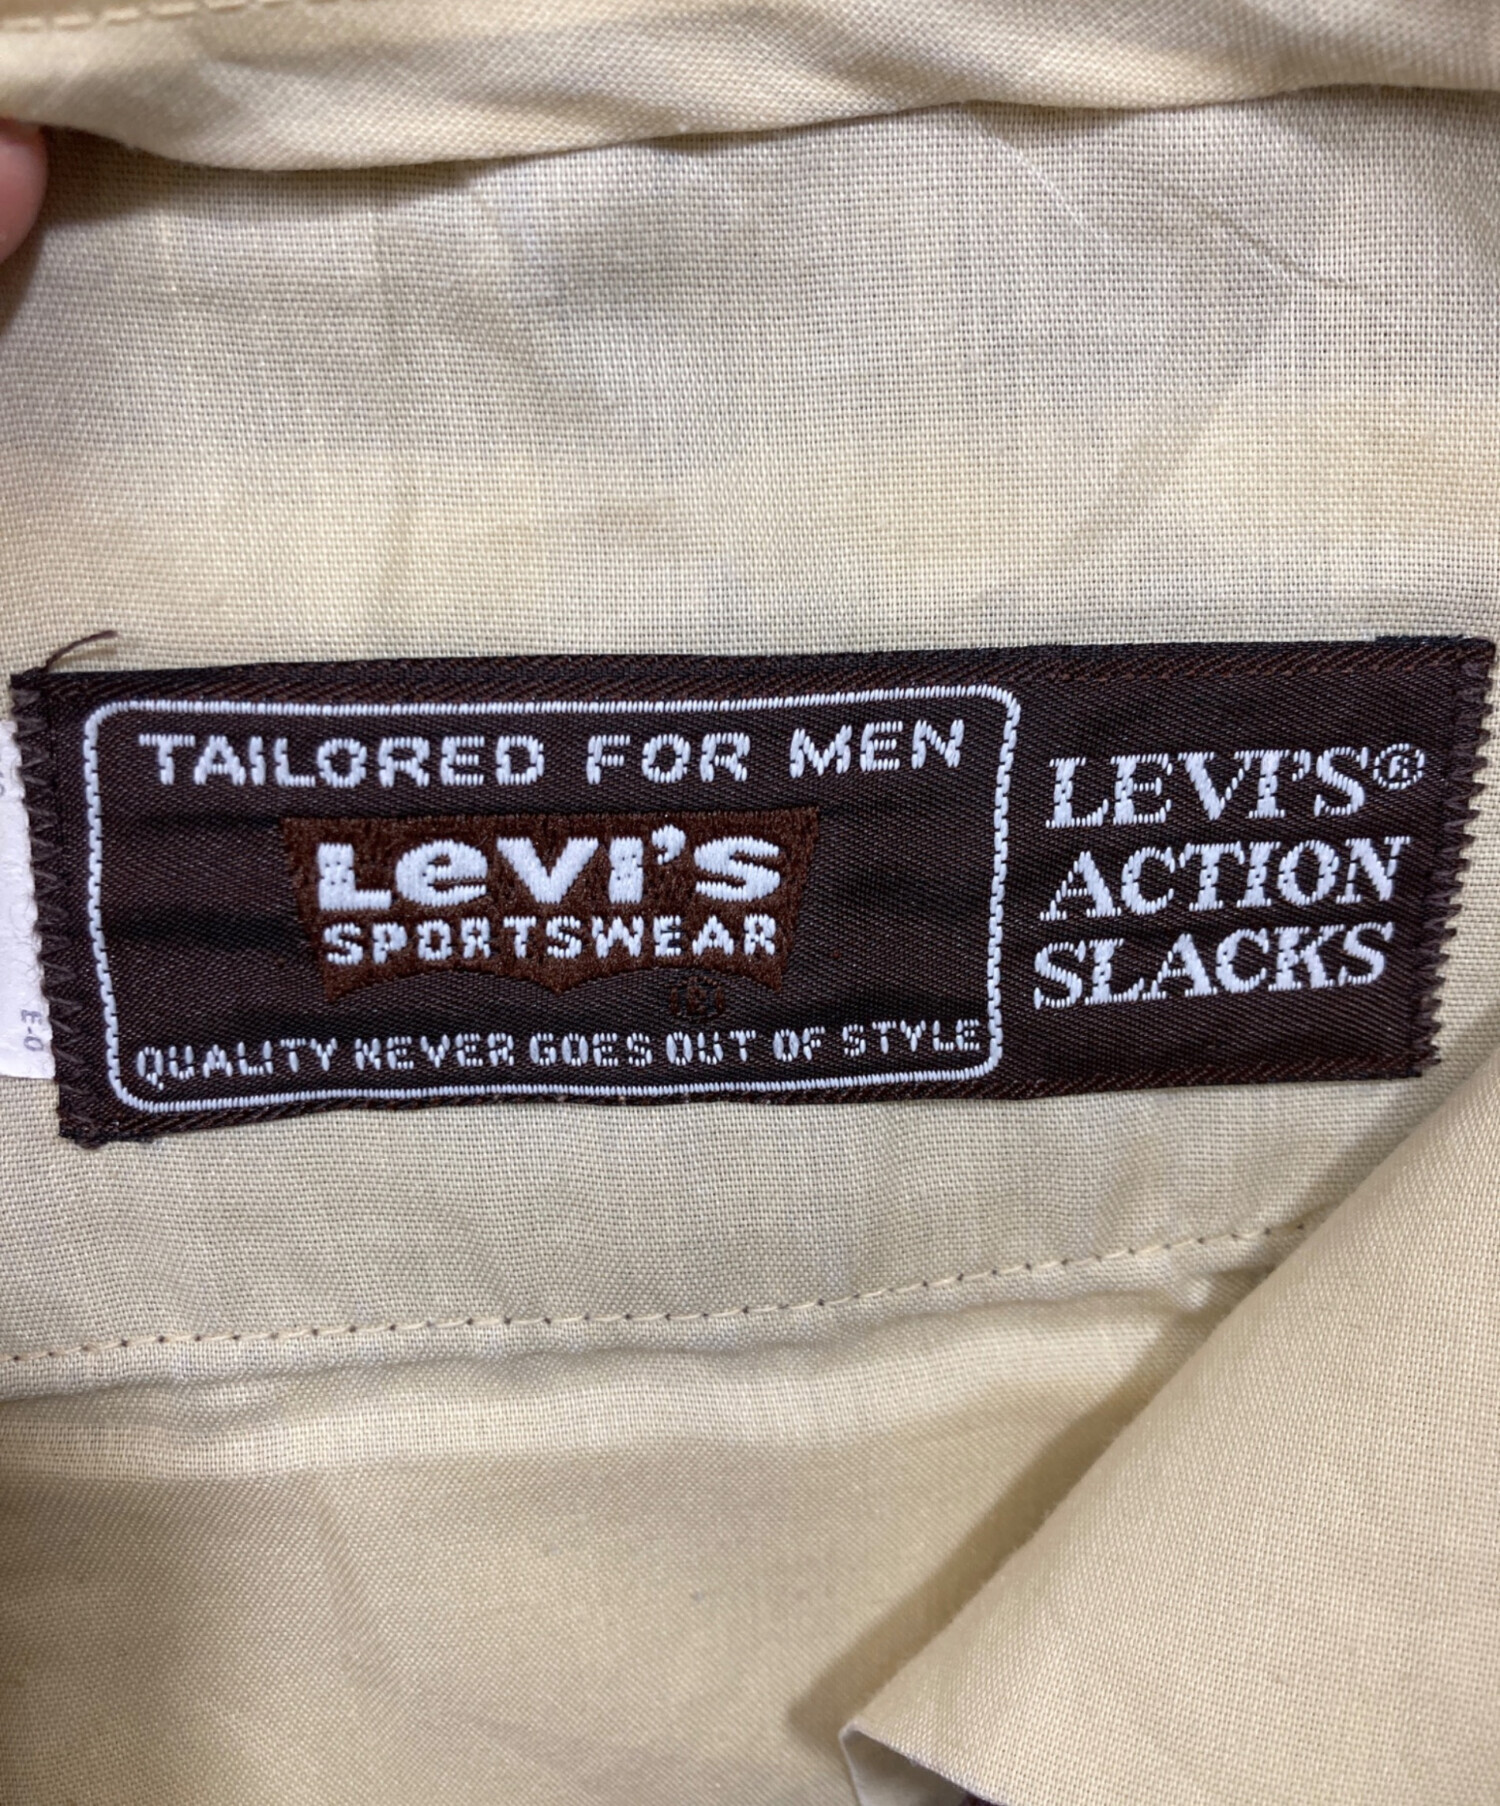 TAILORED FOR MEN
LeVI'S
SPORTSWEAR
®
QUALITY NEVER GOES OUT OF STYLE
LEVI'S®
ACTION
SLACKS